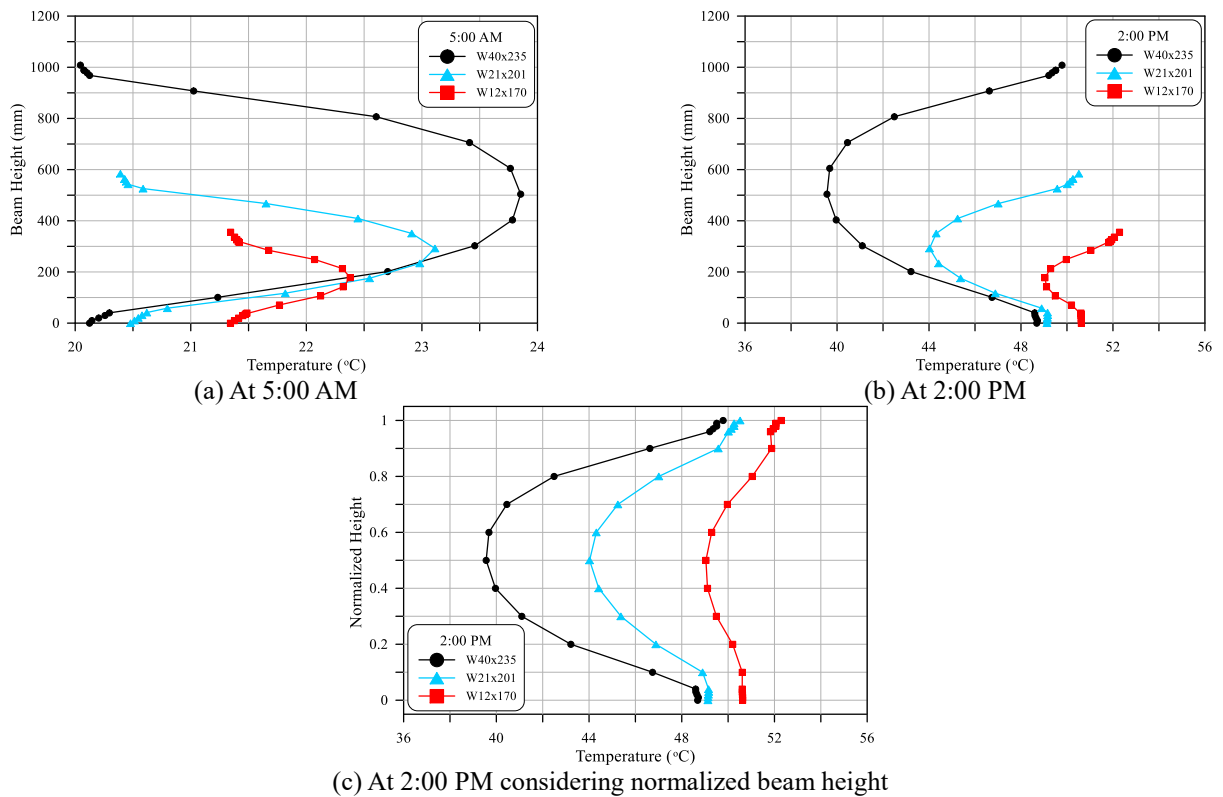 1200
1000
800
600
400
200
0
Beam Height (mm)
5:00 AM
W40x235
W21x201
W12x170
20
21
22
23
24
Temperature (°C)
(a) At 5:00 AM
1200
1000
800
600
400
200
0
Beam Height (mm)
2:00 PM
W40x235
W21x201
W12x170
36
40
44
48
52
56
Temperature (°C)
(b) At 2:00 PM
1
0.8
0.6
0.4
0.2
0
Normalized Height
2:00 PM
W40x235
W21x201
W12x170
36
40
44
48
52
56
Temperature (°C)
(c) At 2:00 PM considering normalized beam height